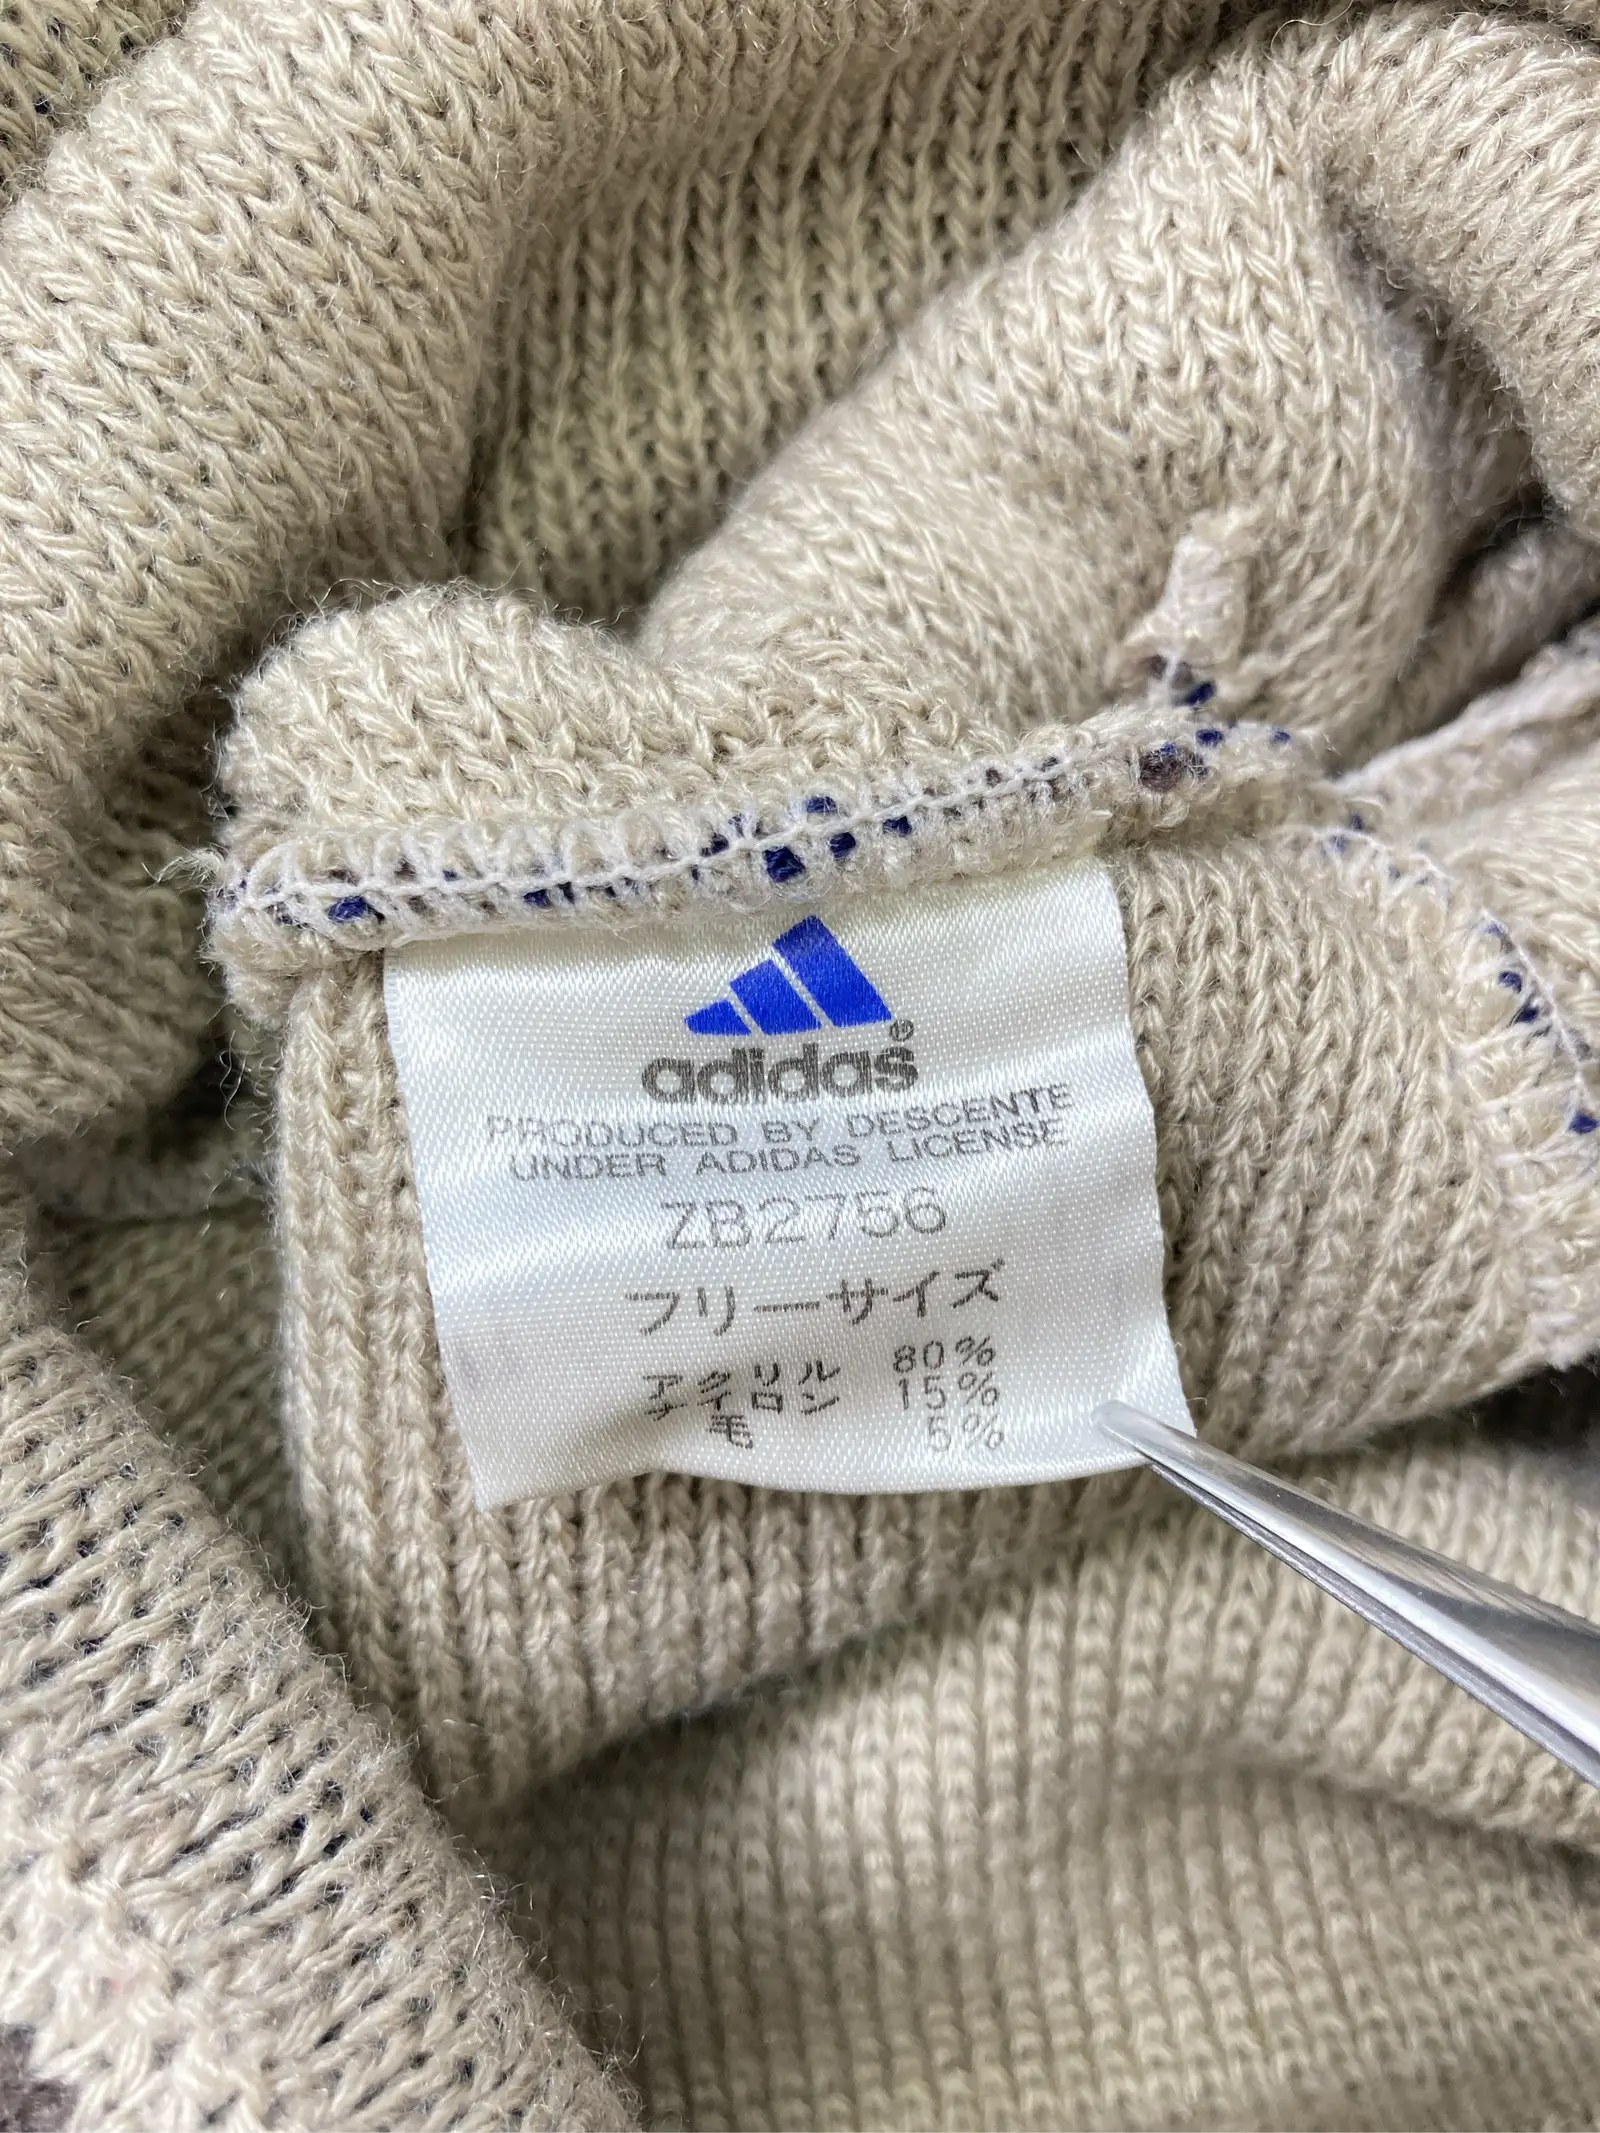 adidas®
PRODUCED BY DESCENTE
UNDER ADIDAS LICENSE
ZB2756
フリーサイズ
アクリル 80%
ナイロン 15%
毛 5%